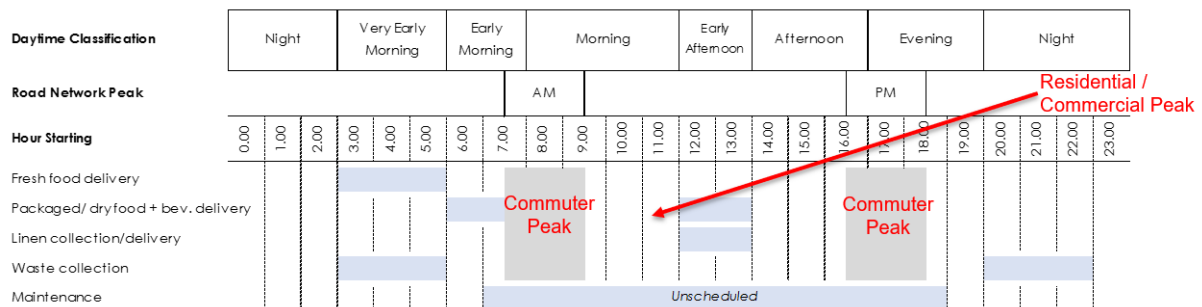 Daytime Classification Night Very Early Morning Early Morning Morning Early Afternoon Afternoon Evening Night
Road Network Peak AM PM
Residential /
Commercial Peak
Hour Starting 0.00 1.00 2.00 3.00 4.00 5.00 6.00 7.00 8.00 9.00 10.00 11.00 12.00 13.00 14.00 15.00 16.00 17.00 18.00 19.00 20.00 21.00 22.00 23.00
Fresh food delivery
Packaged/ dryfood + bev. delivery
Commuter
Peak
Commuter
Peak
Linen collection/delivery
Waste collection
Maintenance Unscheduled